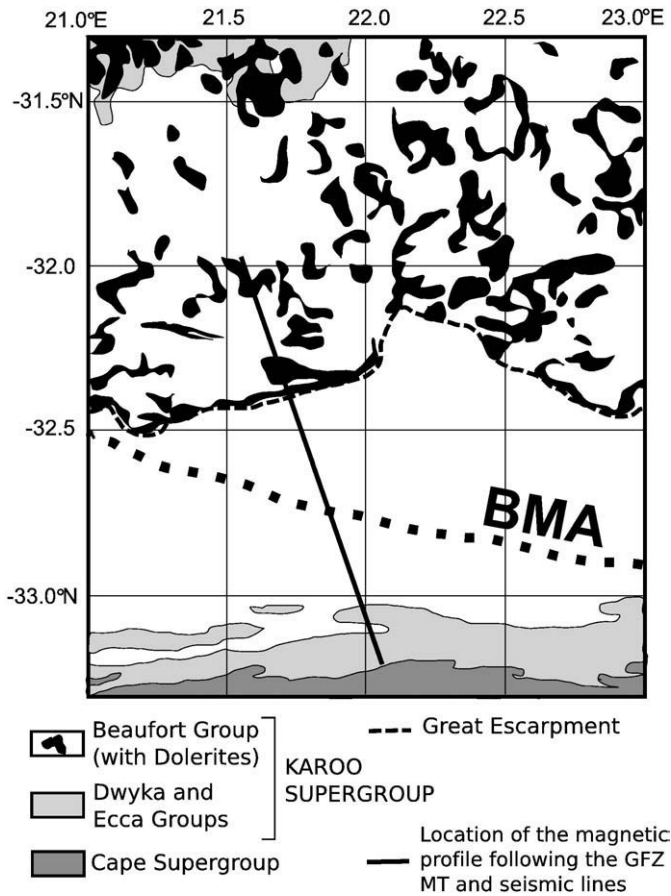 21.0°E 21.5 22.0 22.5 23.0°E
-31.5°N
-32.0
-32.5
BMA
-33.0°N
Beaufort Group
(with Dolerites)
Dwyka and
Ecca Groups
Cape Supergroup
KAROO
SUPERGROUP
Great Escarpment
Location of the magnetic
profile following the GFZ
MT and seismic lines